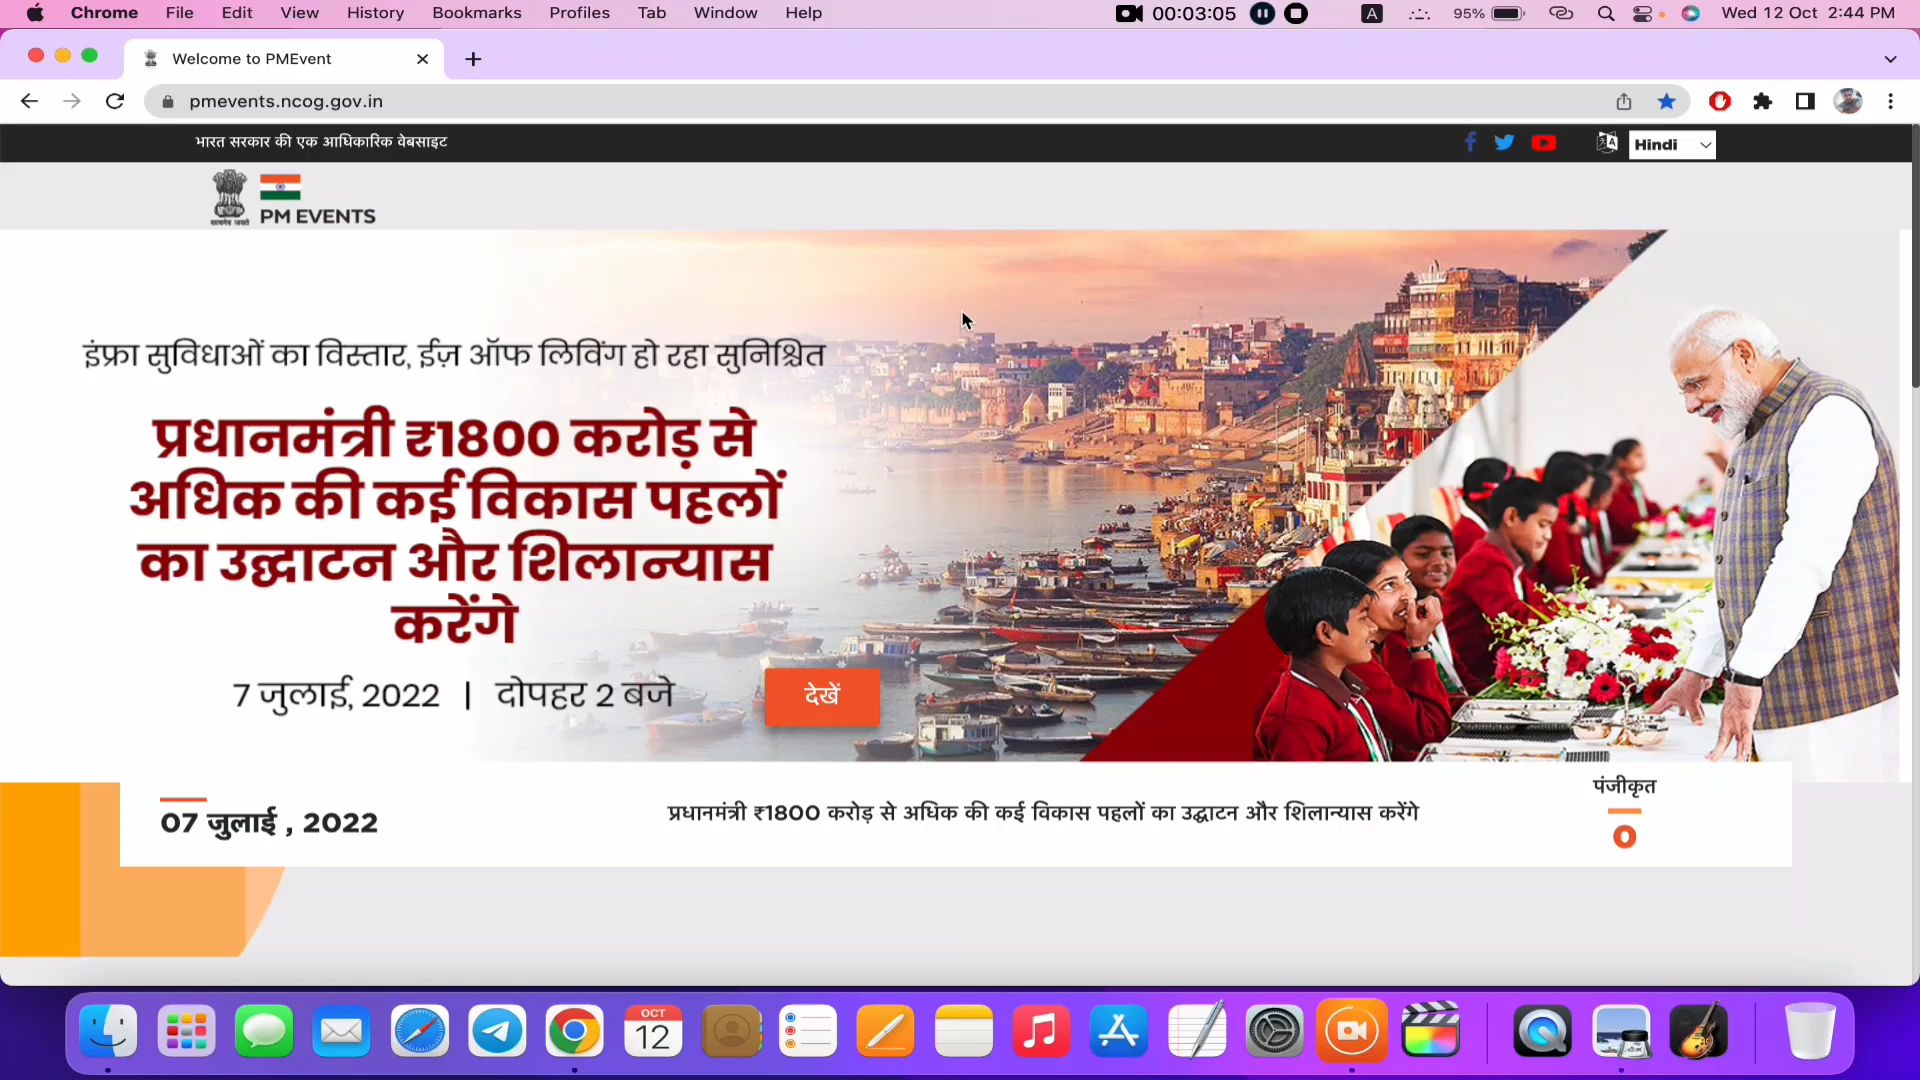 Chrome File Edit View History Bookmarks Profiles Tab Window Help 00:03:05 A 95% Wed 12 Oct 2:44 PM
Welcome to PMEvent
pmevents.ncog.gov.in
भारत सरकार की एक आधिकारिक वेबसाइट
Hindi
सत्यमेव जयते
PM EVENTS
इंफ्रा सुविधाओं का विस्तार, ईज़ ऑफ लिविंग हो रहा सुनिश्चित
प्रधानमंत्री ₹1800 करोड़ से
अधिक की कई विकास पहलों
का उद्घाटन और शिलान्यास
करेंगे
7 जुलाई, 2022 | दोपहर 2 बजे
देखें
07 जुलाई , 2022
प्रधानमंत्री ₹1800 करोड़ से अधिक की कई विकास पहलों का उद्घाटन और शिलान्यास करेंगे
पंजीकृत
0
OCT
12